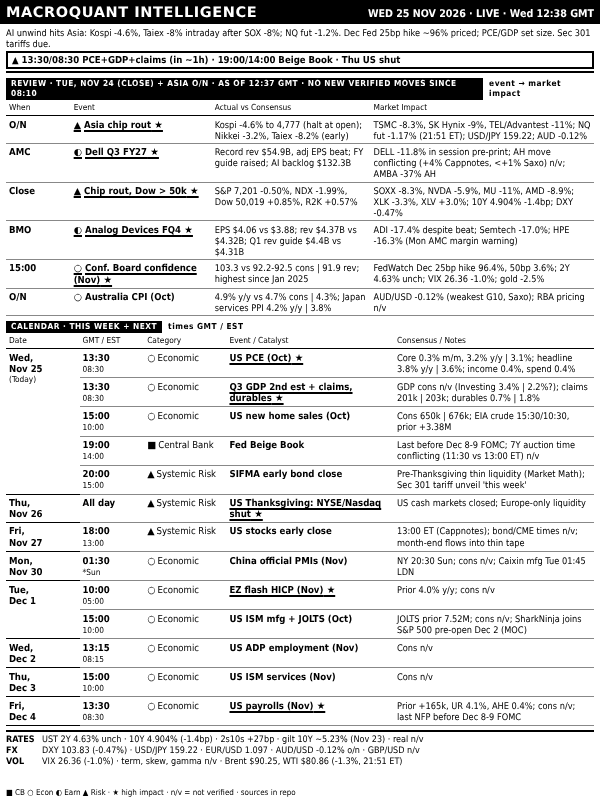 MACROQUANT INTELLIGENCE WED 25 NOV 2026 · LIVE · Wed 12:38 GMT
AI unwind hits Asia: Kospi -4.6%, Taiex -8% intraday after SOX -8%; NQ fut -1.2%. Dec Fed 25bp hike ~96% priced; PCE/GDP set size. Sec 301
tariffs due.
▲ 13:30/08:30 PCE+GDP+claims (in ~1h) · 19:00/14:00 Beige Book · Thu US shut
REVIEW · TUE, NOV 24 (CLOSE) + ASIA O/N · AS OF 12:37 GMT · NO NEW VERIFIED MOVES SINCE
08:10
event → market
impact
When Event Actual vs Consensus Market Impact
O/N ▲ Asia chip rout ★ Kospi -4.6% to 4,777 (halt at open); TSMC -8.3%, SK Hynix -9%, TEL/Advantest -11%; NQ
Nikkei -3.2%, Taiex -8.2% (early) fut -1.17% (21:51 ET); USD/JPY 159.22; AUD -0.12%
AMC ◐ Dell Q3 FY27 ★ Record rev $54.9B, adj EPS beat; FY DELL -11.8% in session pre-print; AH move
guide raised; AI backlog $132.3B conflicting (+4% Cappnotes, <+1% Saxo) n/v;
AMBA -37% AH
Close ▲ Chip rout, Dow > 50k ★ S&P 7,201 -0.50%, NDX -1.99%, SOXX -8.3%, NVDA -5.9%, MU -11%, AMD -8.9%;
Dow 50,019 +0.85%, R2K +0.57% XLK -3.3%, XLV +3.0%; 10Y 4.904% -1.4bp; DXY
-0.47%
BMO ◐ Analog Devices FQ4 ★ EPS $4.06 vs $3.88; rev $4.37B vs ADI -17.4% despite beat; Semtech -17.0%; HPE
$4.32B; Q1 rev guide $4.4B vs -16.3% (Mon AMC margin warning)
$4.31B
15:00 ○ Conf. Board confidence 103.3 vs 92.2-92.5 cons | 91.9 rev; FedWatch Dec 25bp hike 96.4%, 50bp 3.6%; 2Y
(Nov) ★ highest since Jan 2025 4.63% unch; VIX 26.36 -1.0%; gold -2.5%
O/N ○ Australia CPI (Oct) 4.9% y/y vs 4.7% cons | 4.3%; Japan AUD/USD -0.12% (weakest G10, Saxo); RBA pricing
services PPI 4.2% y/y | 3.8% n/v
CALENDAR · THIS WEEK + NEXT times GMT / EST
Date GMT / EST Category Event / Catalyst Consensus / Notes
Wed, 13:30 ○ Economic US PCE (Oct) ★ Core 0.3% m/m, 3.2% y/y | 3.1%; headline
Nov 25 08:30 3.8% y/y | 3.6%; income 0.4%, spend 0.4%
(Today)
13:30 ○ Economic Q3 GDP 2nd est + claims, GDP cons n/v (Investing 3.4% | 2.2%?); claims
08:30 durables ★ 201k | 203k; durables 0.7% | 1.8%
15:00 ○ Economic US new home sales (Oct) Cons 650k | 676k; EIA crude 15:30/10:30,
10:00 prior +3.38M
19:00 ■ Central Bank Fed Beige Book Last before Dec 8-9 FOMC; 7Y auction time
14:00 conflicting (11:30 vs 13:00 ET) n/v
20:00 ▲ Systemic Risk SIFMA early bond close Pre-Thanksgiving thin liquidity (Market Math);
15:00 Sec 301 tariff unveil 'this week'
Thu, All day ▲ Systemic Risk US Thanksgiving: NYSE/Nasdaq US cash markets closed; Europe-only liquidity
Nov 26 shut ★
Fri, 18:00 ▲ Systemic Risk US stocks early close 13:00 ET (Cappnotes); bond/CME times n/v;
Nov 27 13:00 month-end flows into thin tape
Mon, 01:30 ○ Economic China official PMIs (Nov) NY 20:30 Sun; cons n/v; Caixin mfg Tue 01:45
Nov 30 *Sun LDN
Tue, 10:00 ○ Economic EZ flash HICP (Nov) ★ Prior 4.0% y/y; cons n/v
Dec 1 05:00
15:00 ○ Economic US ISM mfg + JOLTS (Oct) JOLTS prior 7.52M; cons n/v; SharkNinja joins
10:00 S&P 500 pre-open Dec 2 (MOC)
Wed, 13:15 ○ Economic US ADP employment (Nov) Cons n/v
Dec 2 08:15
Thu, 15:00 ○ Economic US ISM services (Nov) Cons n/v
Dec 3 10:00
Fri, 13:30 ○ Economic US payrolls (Nov) ★ Prior +165k, UR 4.1%, AHE 0.4%; cons n/v;
Dec 4 08:30 last NFP before Dec 8-9 FOMC
RATES UST 2Y 4.63% unch · 10Y 4.904% (-1.4bp) · 2s10s +27bp · gilt 10Y ~5.23% (Nov 23) · real n/v
FX DXY 103.83 (-0.47%) · USD/JPY 159.22 · EUR/USD 1.097 · AUD/USD -0.12% o/n · GBP/USD n/v
VOL VIX 26.36 (-1.0%) · term, skew, gamma n/v · Brent $90.25, WTI $80.86 (-1.3%, 21:51 ET)
■ CB ○ Econ ◐ Earn ▲ Risk · ★ high impact · n/v = not verified · sources in repo